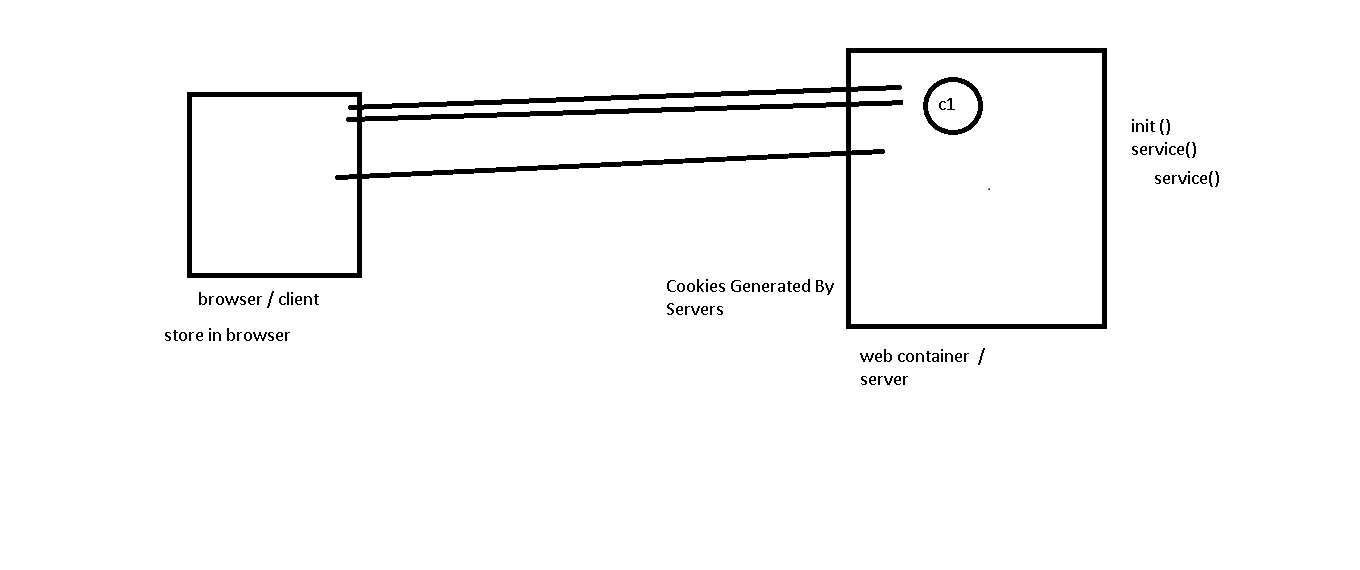 c1
init ()
service()
service()
Cookies Generated By
Servers
browser / client
store in browser
web container /
server